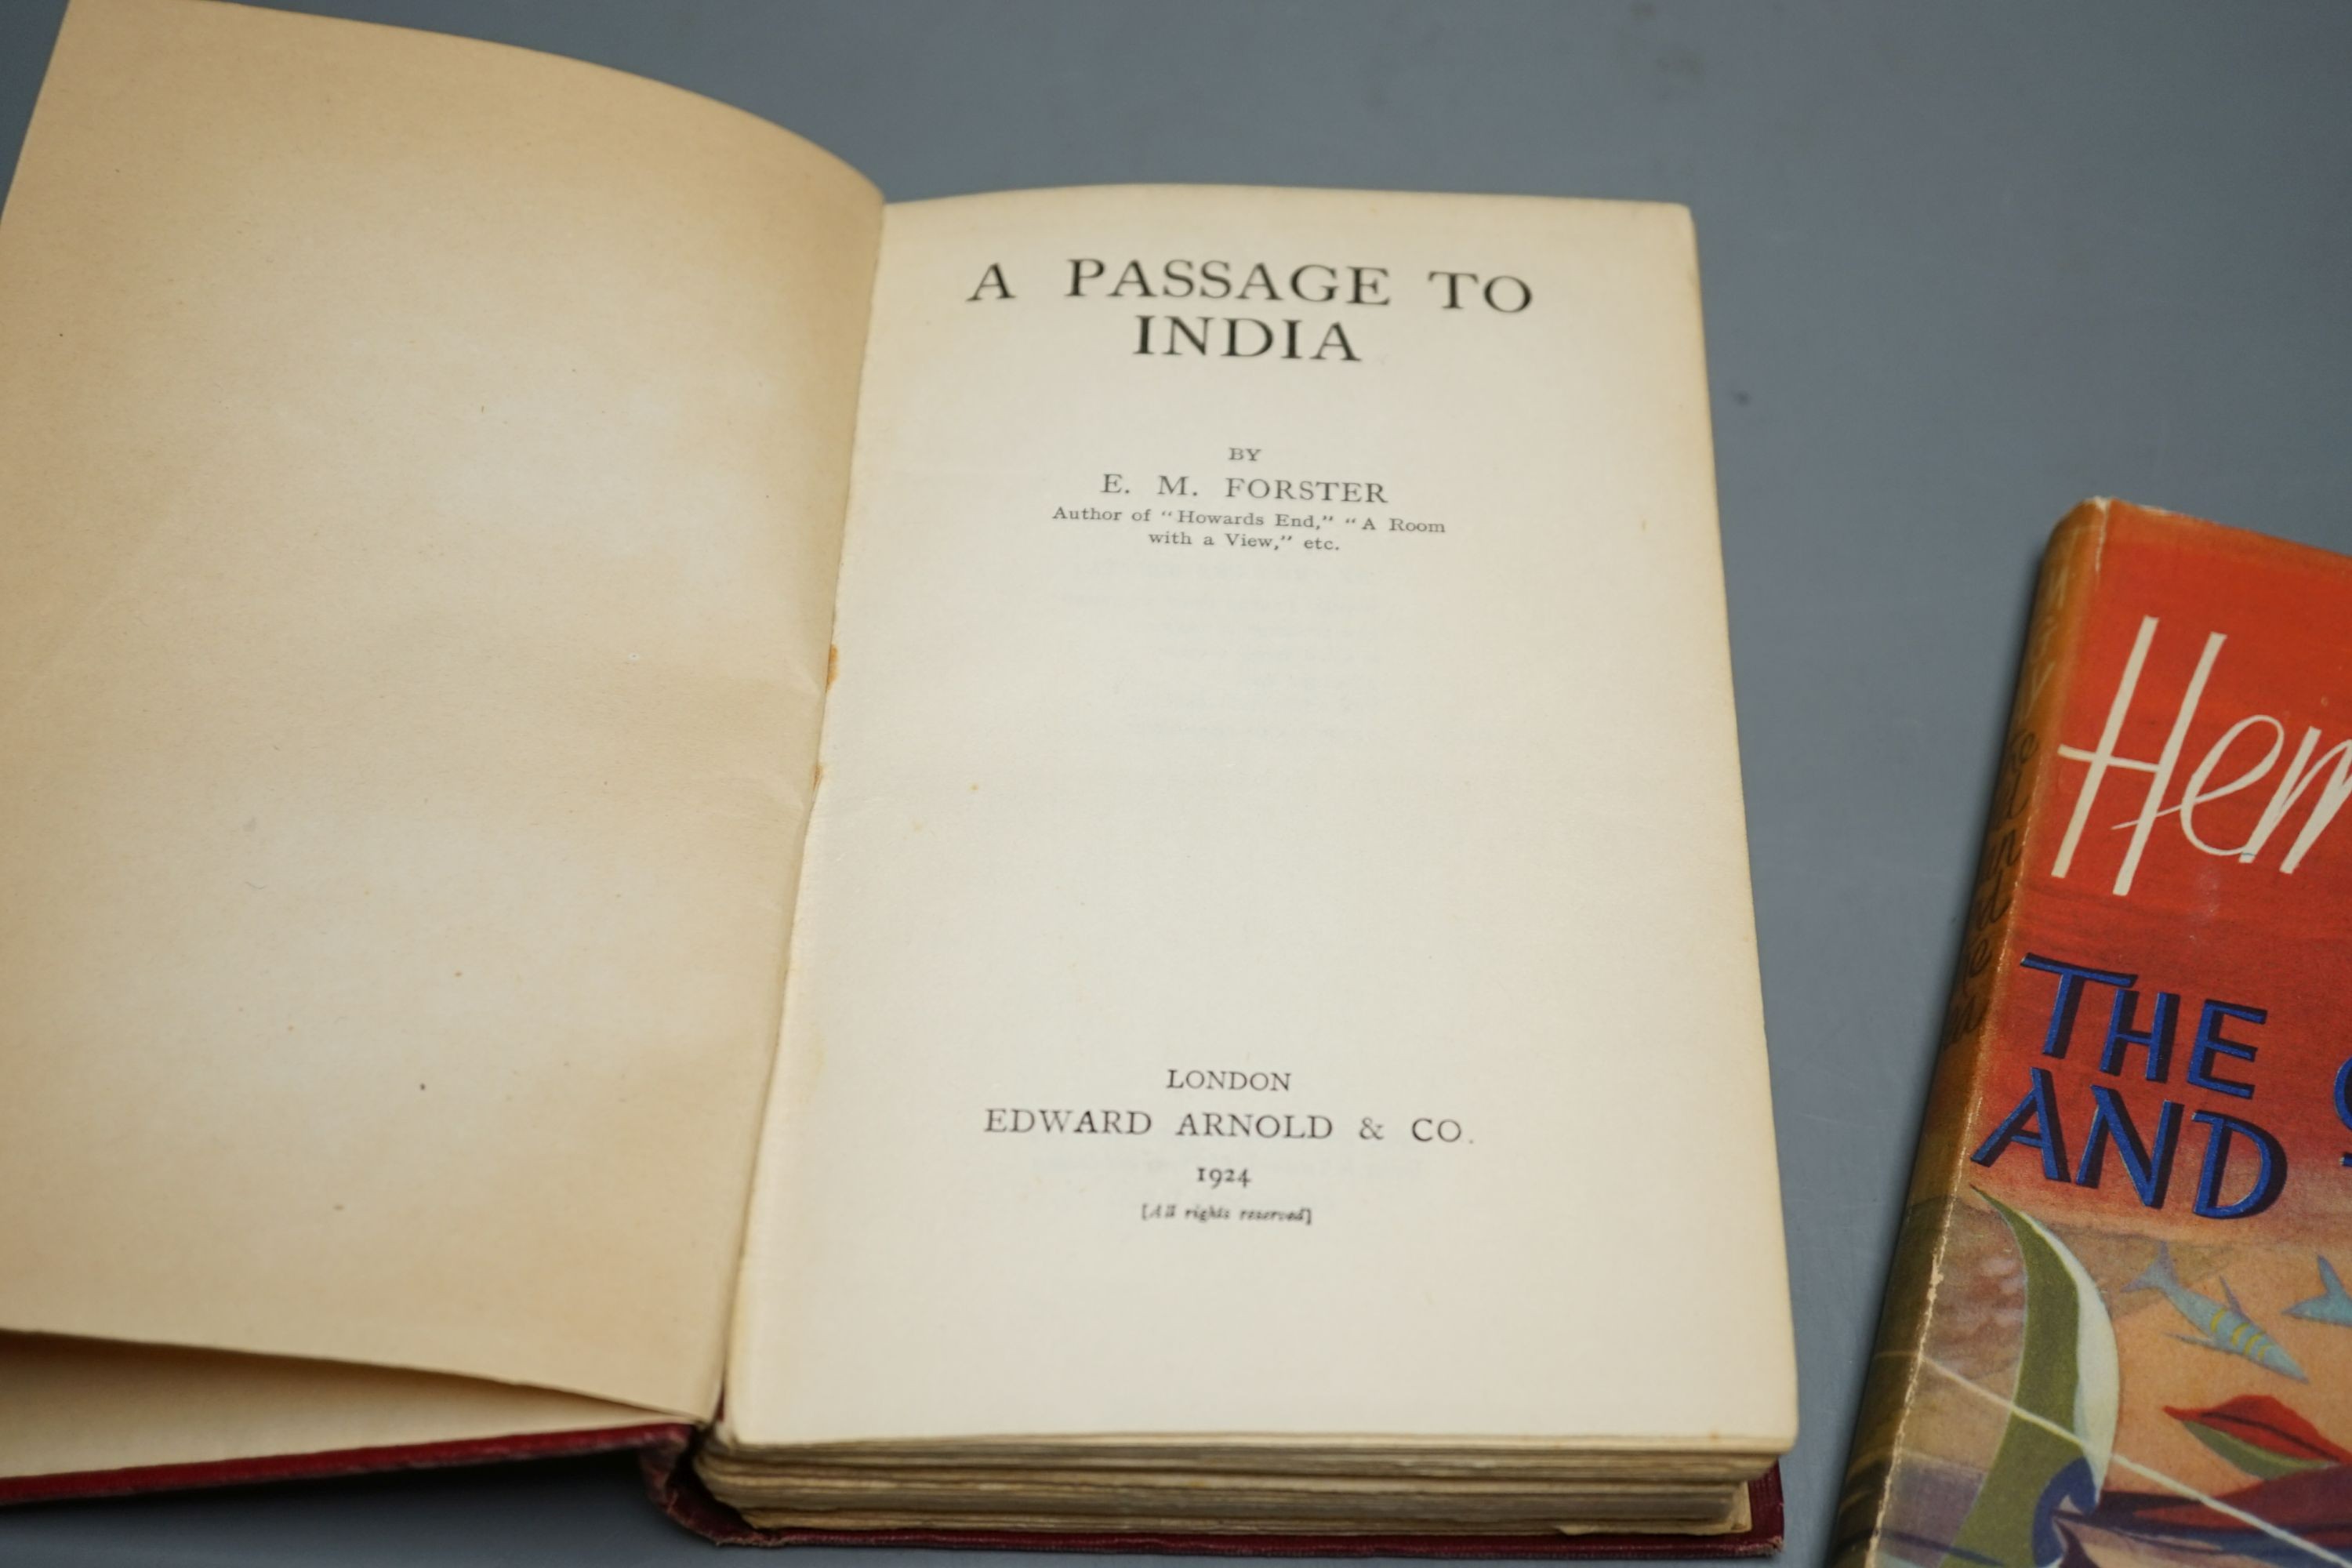 A PASSAGE TO
INDIA
BY
E. M. FORSTER
Author of “Howards End,” “A Room
with a View,” etc.
LONDON
EDWARD ARNOLD & CO.
1924
[All rights reserved]
Hem
THE
AND